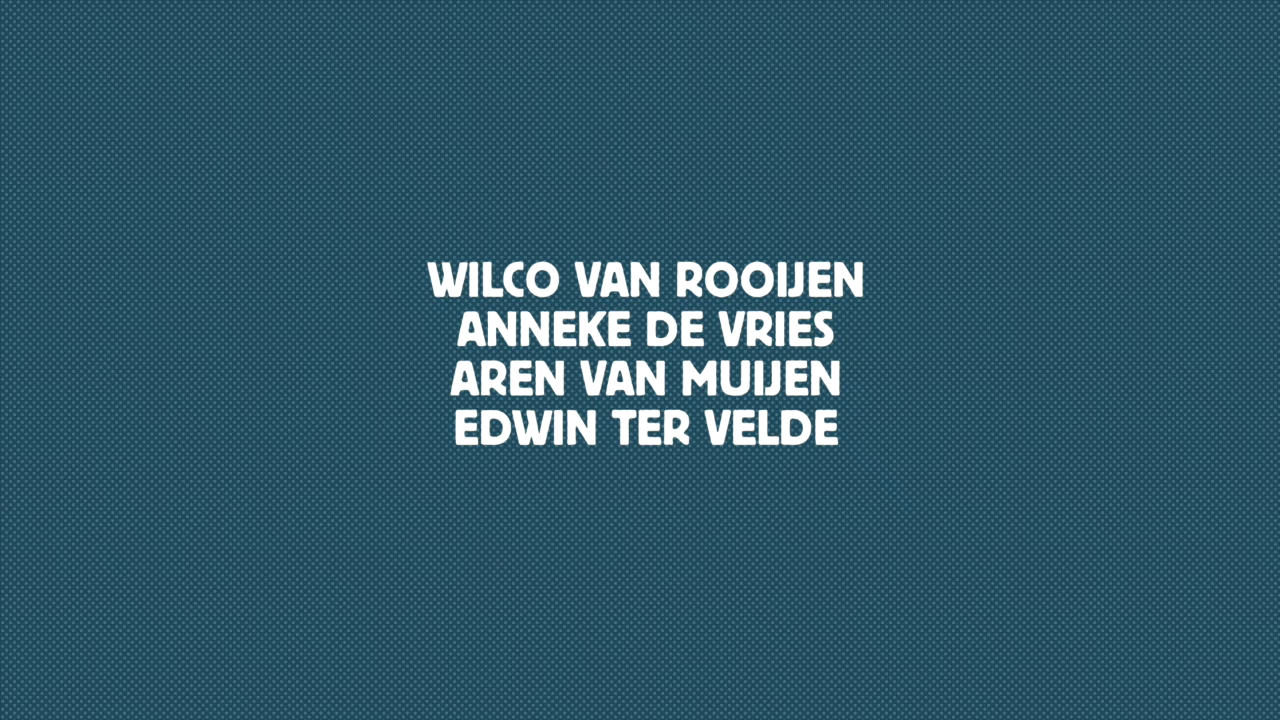 WILCO VAN ROOIJEN
ANNEKE DE VRIES
AREN VAN MUIJEN
EDWIN TER VELDE